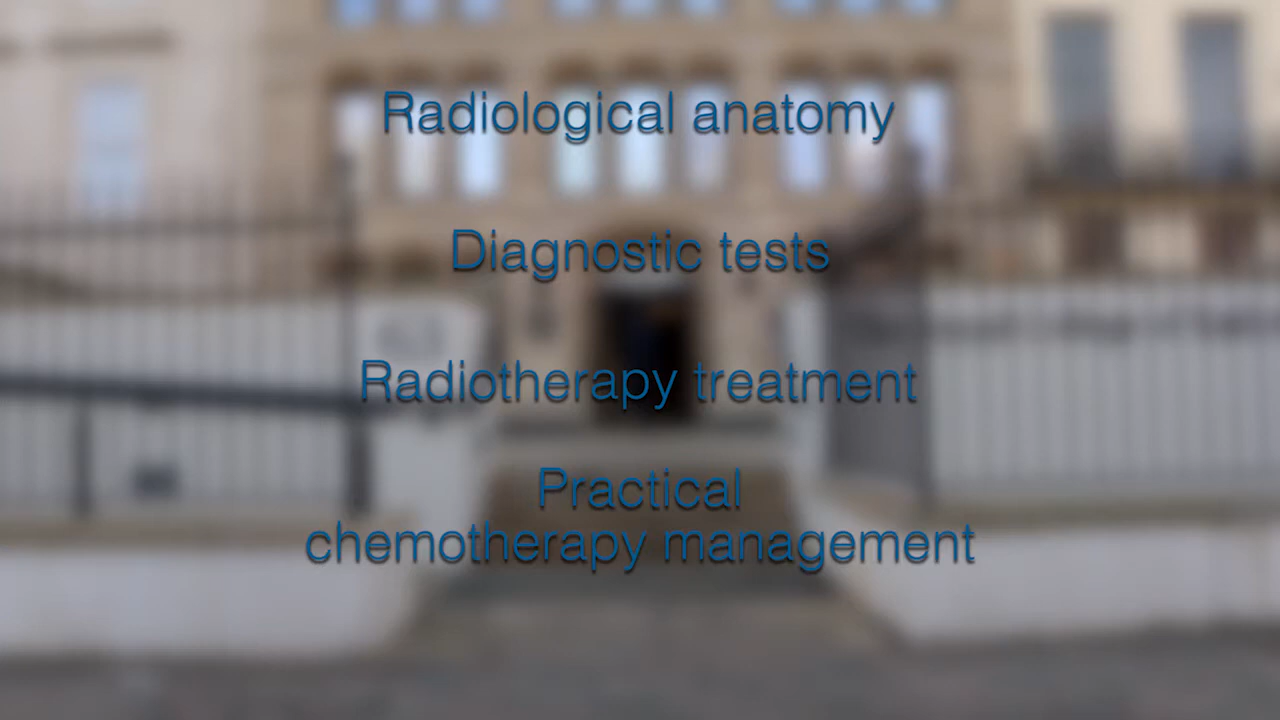 Radiological anatomy
Diagnostic tests
Radiotherapy treatment
Practical
chemotherapy management